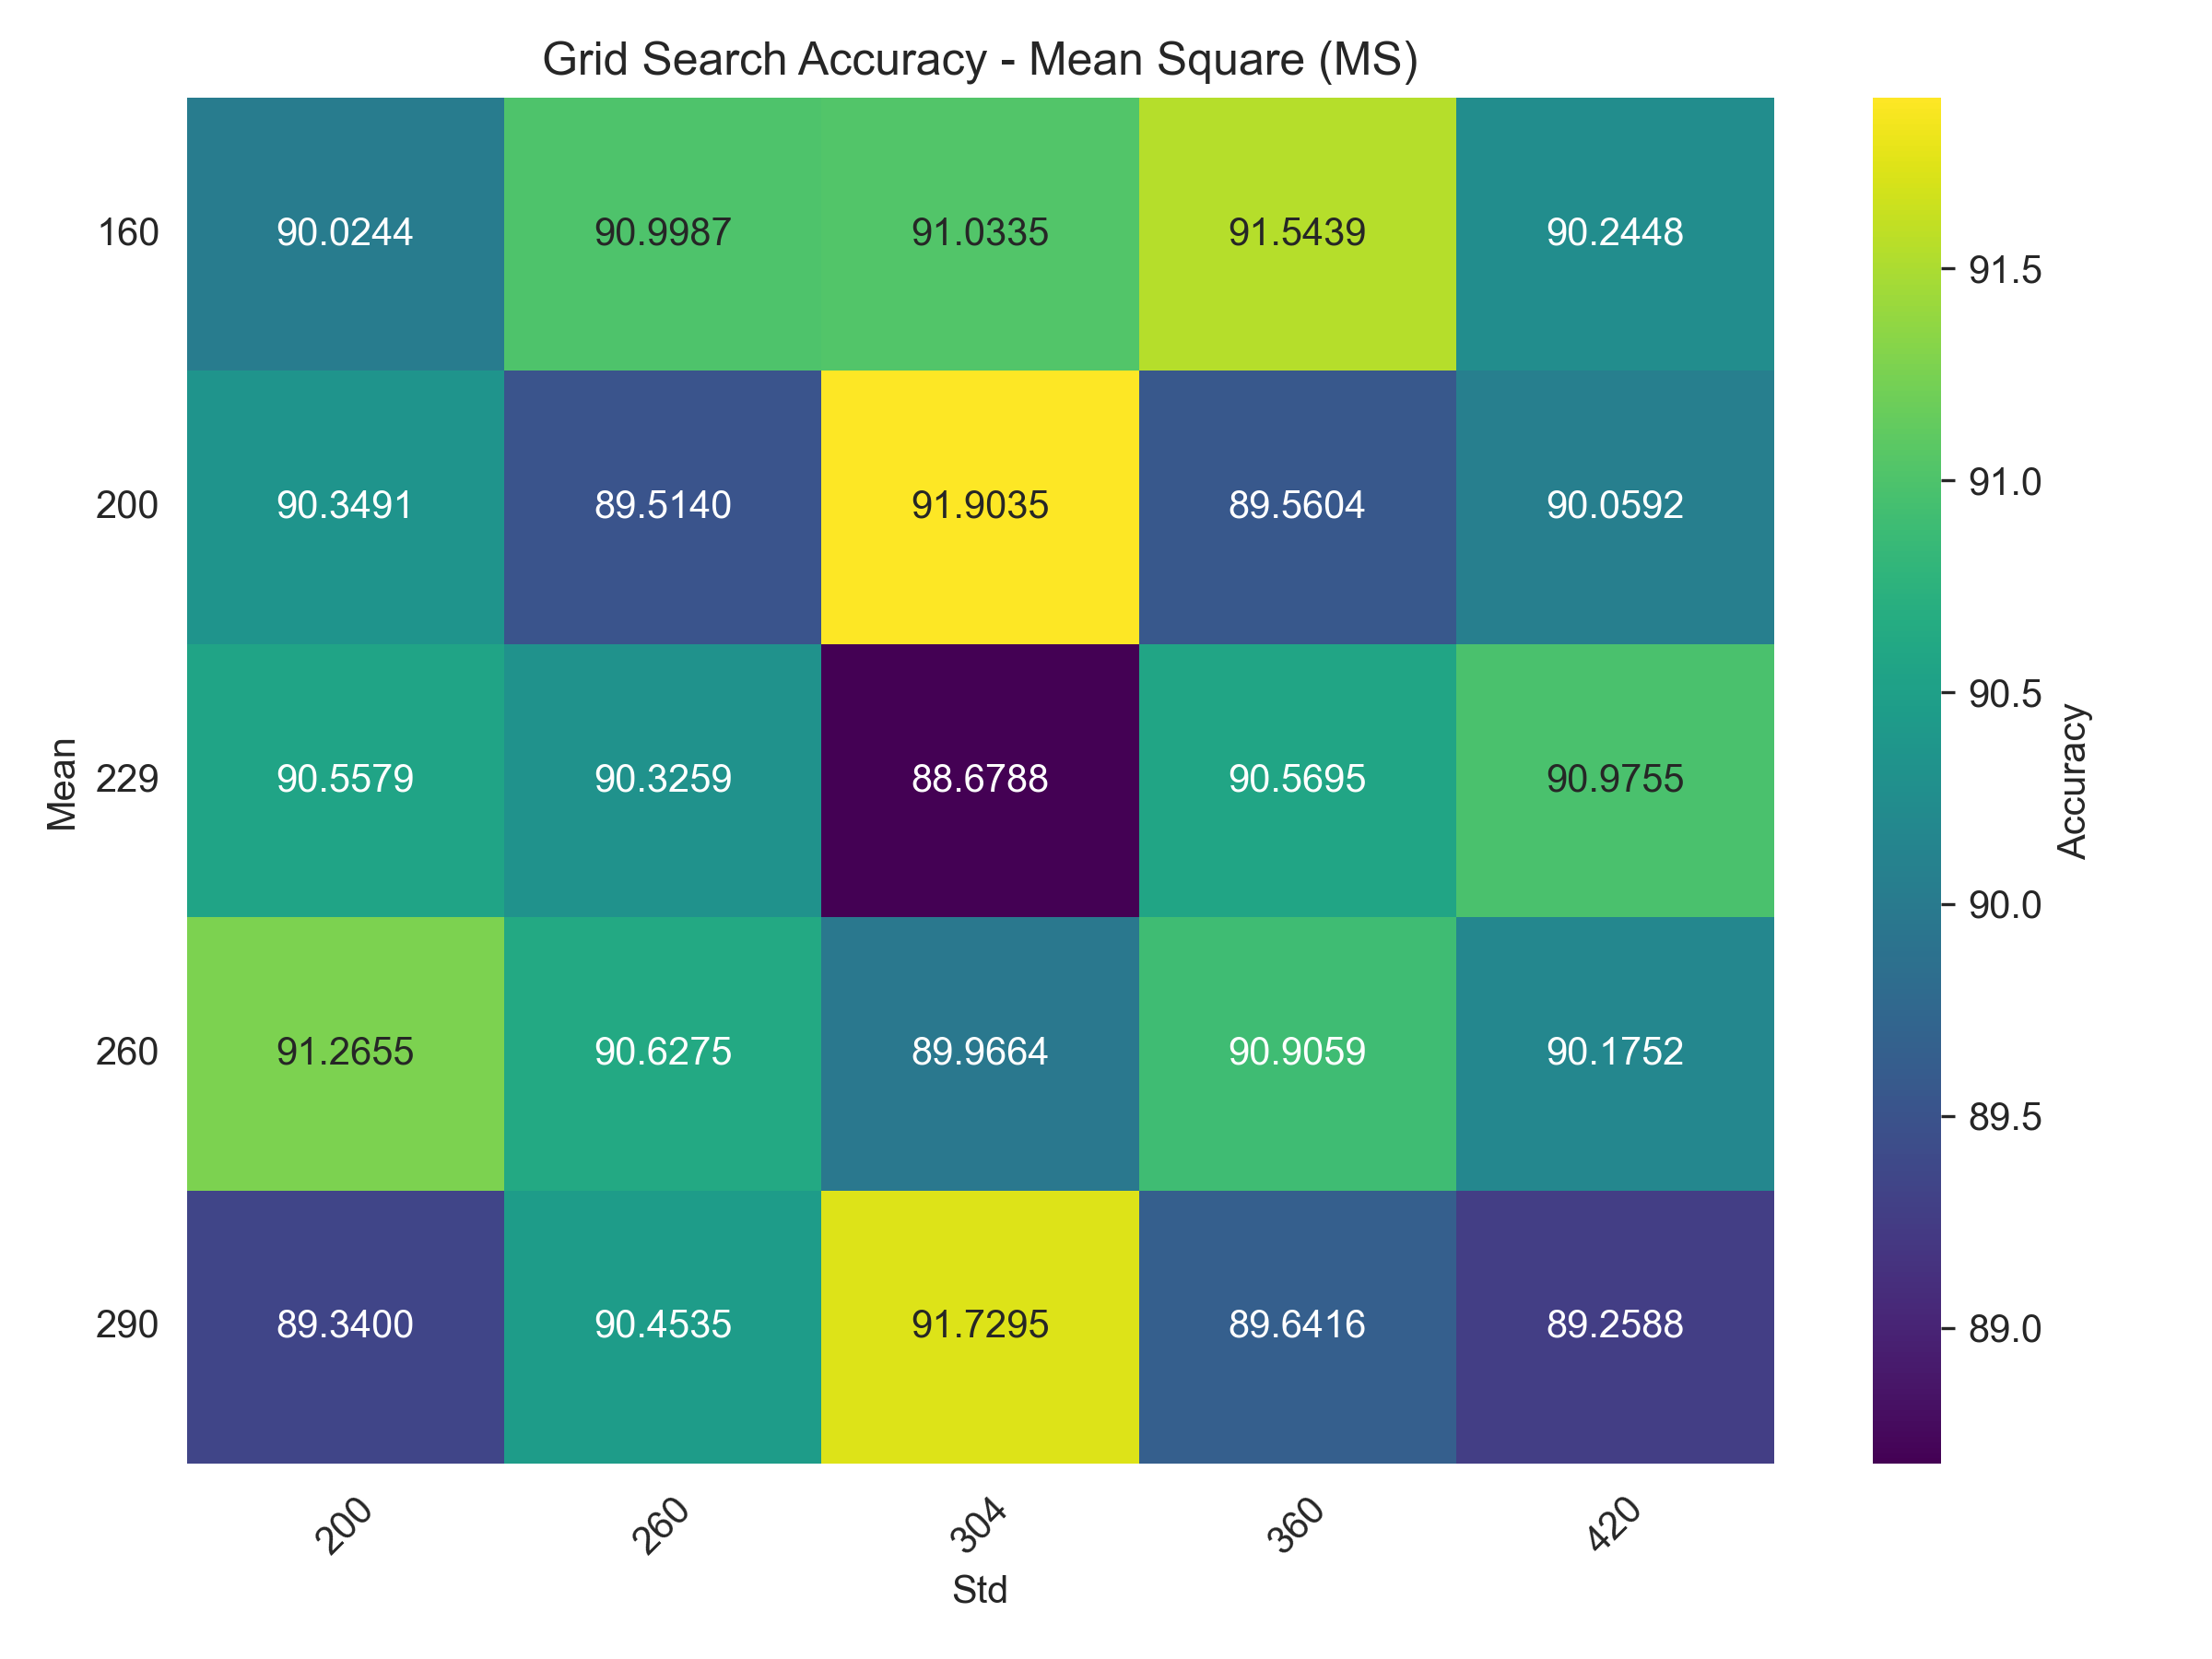 Grid Search Accuracy - Mean Square (MS)
160 90.0244 90.9987 91.0335 91.5439 90.2448
200 90.3491 89.5140 91.9035 89.5604 90.0592
229 90.5579 90.3259 88.6788 90.5695 90.9755
260 91.2655 90.6275 89.9664 90.9059 90.1752
290 89.3400 90.4535 91.7295 89.6416 89.2588
200 260 304 360 420
Mean
Std
91.5
91.0
90.5
90.0
89.5
89.0
Accuracy